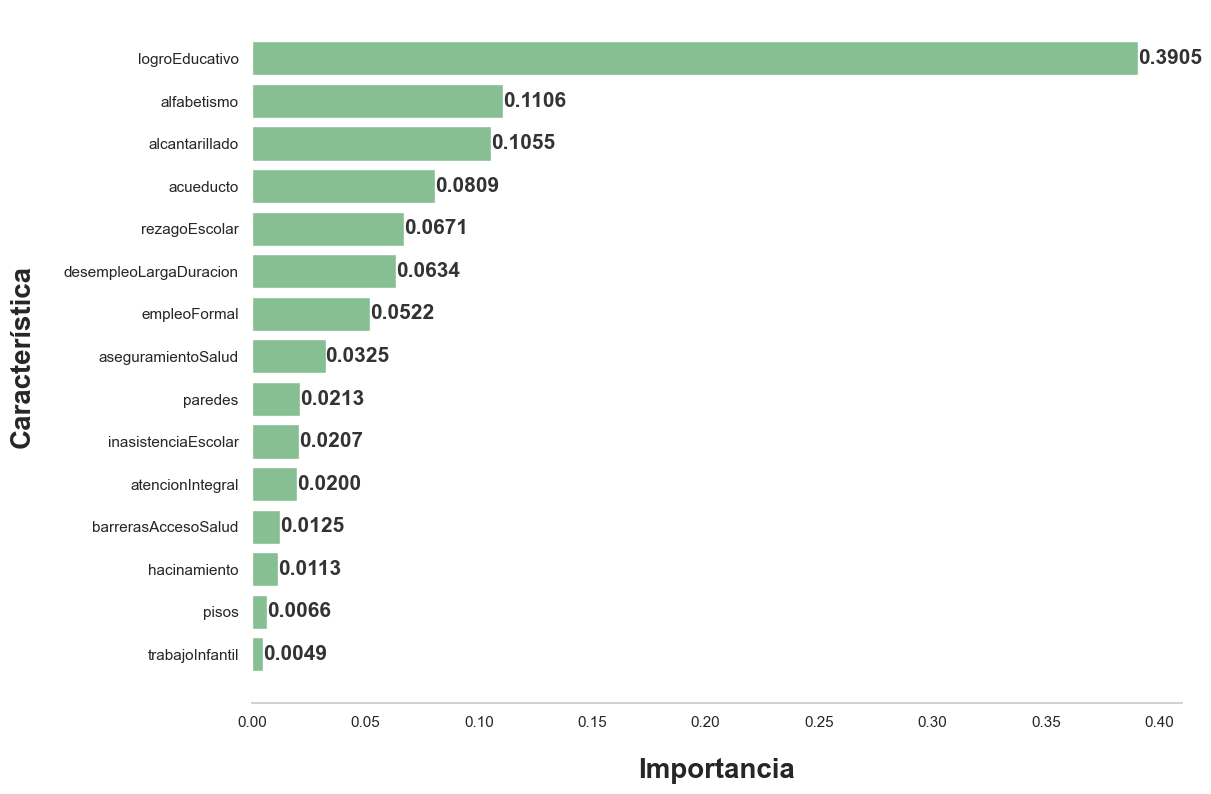 logroEducativo 0.3905
alfabetismo 0.1106
alcantarillado 0.1055
acueducto 0.0809
rezagoEscolar 0.0671
desempleoLargaDuracion 0.0634
empleoFormal 0.0522
aseguramientoSalud 0.0325
paredes 0.0213
inasistenciaEscolar 0.0207
atencionIntegral 0.0200
barrerasAccesoSalud 0.0125
hacinamiento 0.0113
pisos 0.0066
trabajoInfantil 0.0049
Característica
0.00 0.05 0.10 0.15 0.20 0.25 0.30 0.35 0.40
Importancia